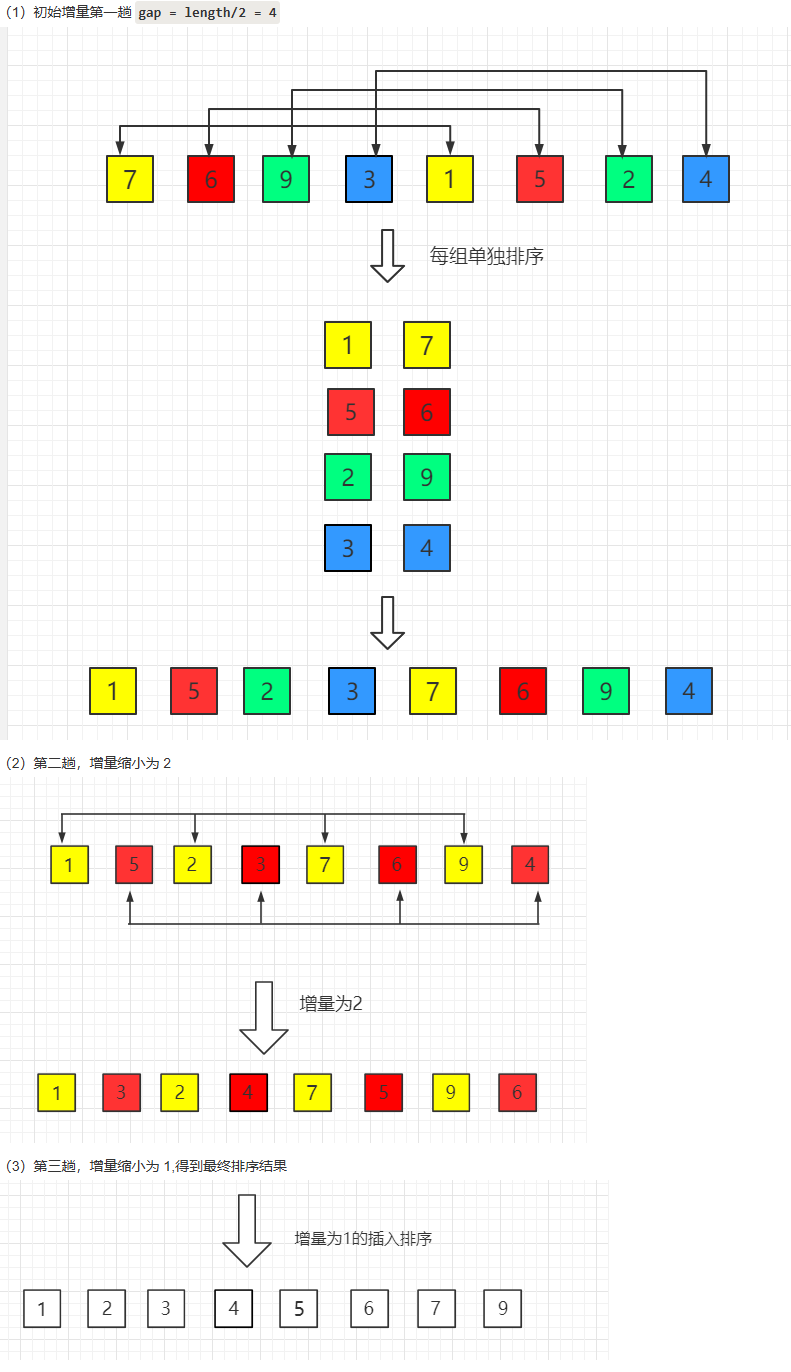 （1）初始增量第一趟 gap = length/2 = 4
7 6 9 3 1 5 2 4
每组单独排序
1 7
5 6
2 9
3 4
1 5 2 3 7 6 9 4
（2）第二趟，增量缩小为 2
1 5 2 3 7 6 9 4
增量为2
1 3 2 4 7 5 9 6
（3）第三趟，增量缩小为 1,得到最终排序结果
增量为1的插入排序
1 2 3 4 5 6 7 9